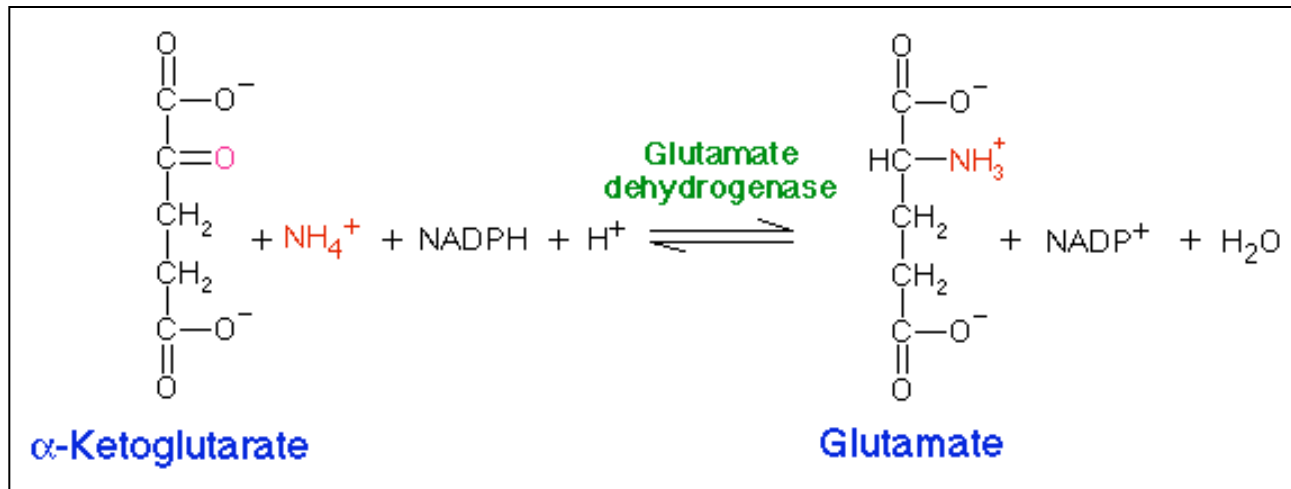 O
C—O⁻
C=O
CH₂
CH₂
C—O⁻
O
+ NH₄⁺ + NADPH + H⁺
Glutamate
dehydrogenase
O
C—O⁻
HC—NH₃⁺
CH₂
CH₂
C—O⁻
O
+ NADP⁺ + H₂O
α-Ketoglutarate
Glutamate